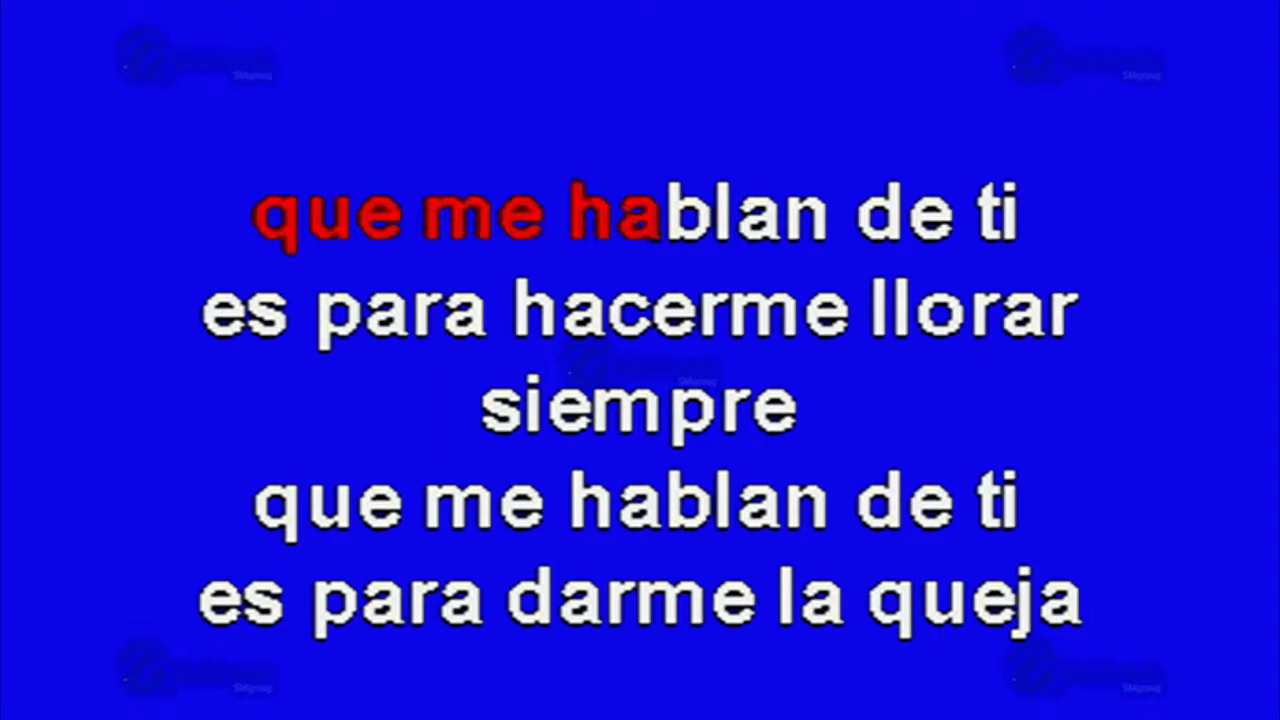 que me hablan de ti
es para hacerme llorar
siempre
que me hablan de ti
es para darme la queja